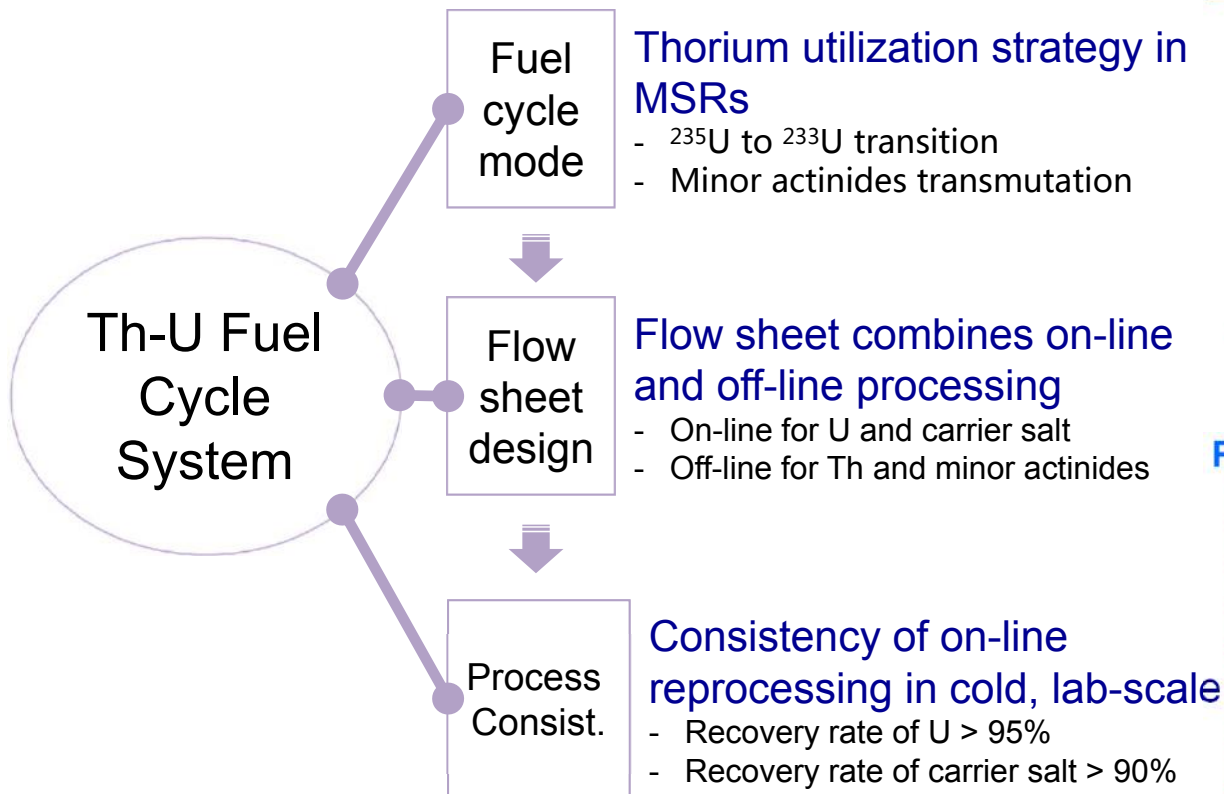 Th-U Fuel
Cycle
System
Fuel
cycle
mode
Thorium utilization strategy in
MSRs
- ²³⁵U to ²³³U transition
- Minor actinides transmutation
Flow
sheet
design
Flow sheet combines on-line
and off-line processing
- On-line for U and carrier salt
- Off-line for Th and minor actinides
Process
Consist.
Consistency of on-line
reprocessing in cold, lab-scale
- Recovery rate of U > 95%
- Recovery rate of carrier salt > 90%